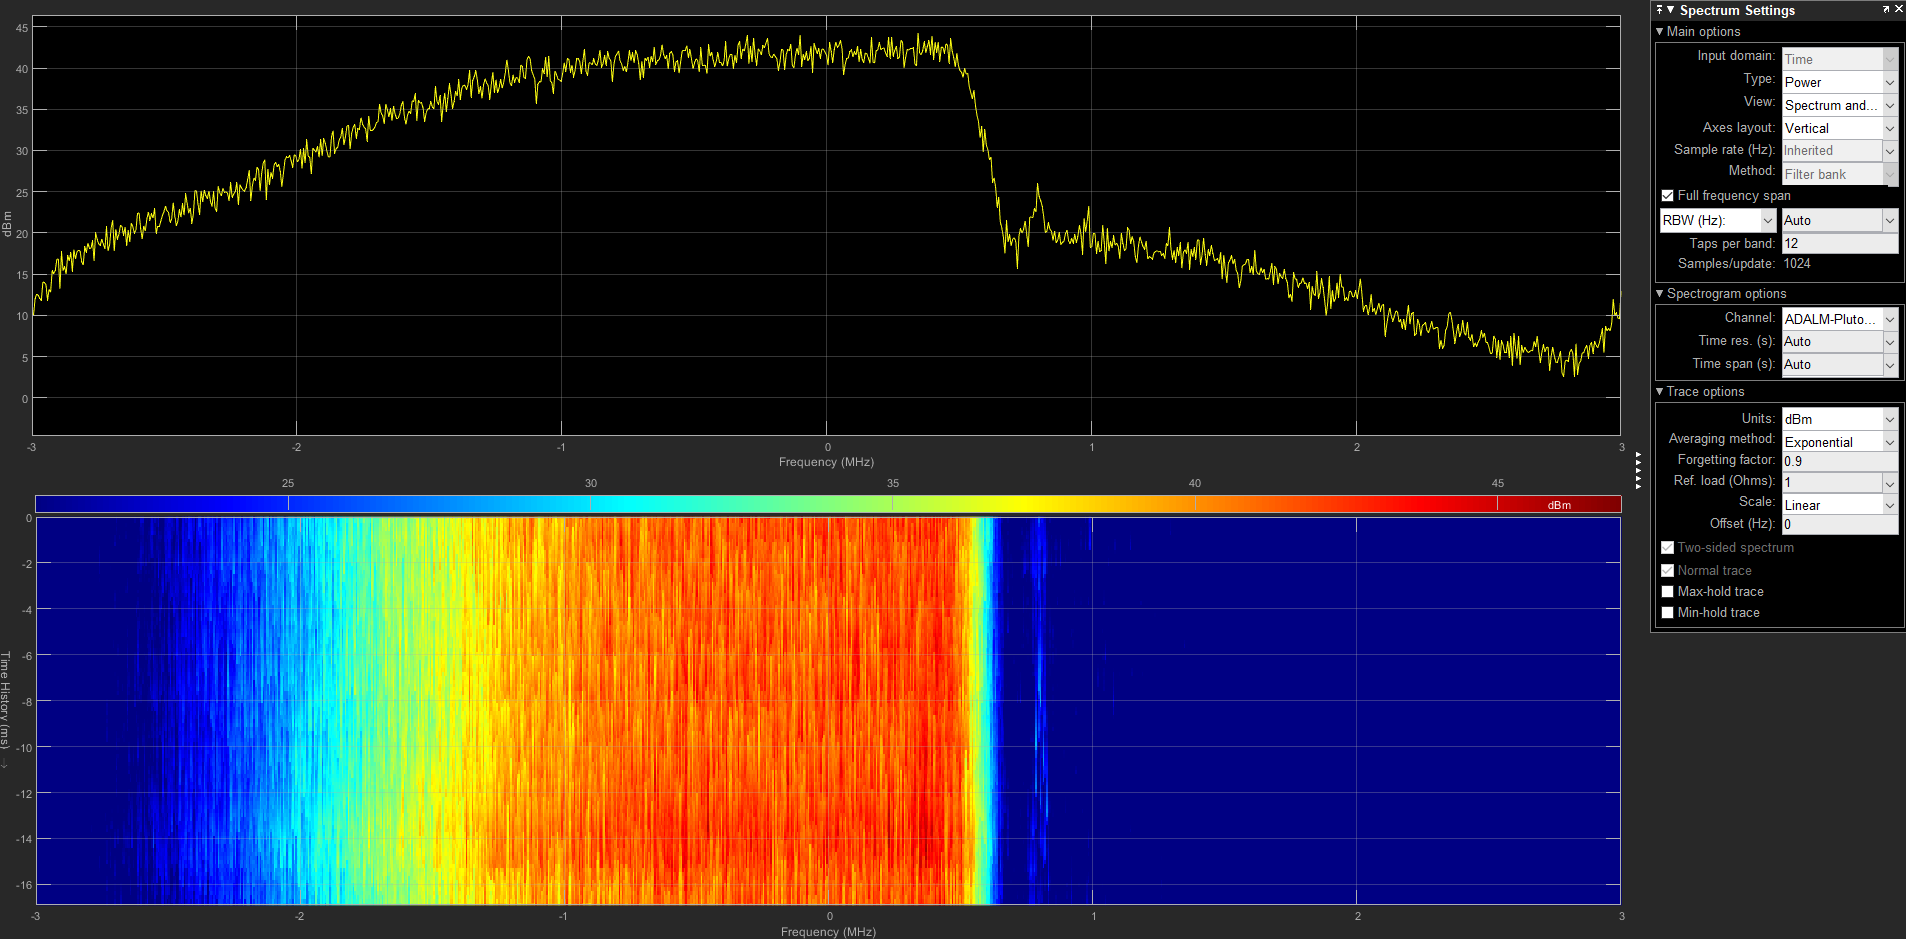 45
40
35
30
25
20
15
10
5
0
dBm
-3 -2 -1 0 1 2 3
Frequency (MHz)
25 30 35 40 45
dBm
0
-2
-4
-6
-8
-10
-12
-14
-16
Time History (ms) →
-3 -2 -1 0 1 2 3
Frequency (MHz)
Spectrum Settings
Main options
Input domain: Time
Type: Power
View: Spectrum and...
Axes layout: Vertical
Sample rate (Hz): Inherited
Method: Filter bank
Full frequency span
RBW (Hz): Auto
Taps per band: 12
Samples/update: 1024
Spectrogram options
Channel: ADALM-Pluto...
Time res. (s): Auto
Time span (s): Auto
Trace options
Units: dBm
Averaging method: Exponential
Forgetting factor: 0.9
Ref. load (Ohms): 1
Scale: Linear
Offset (Hz): 0
Two-sided spectrum
Normal trace
Max-hold trace
Min-hold trace